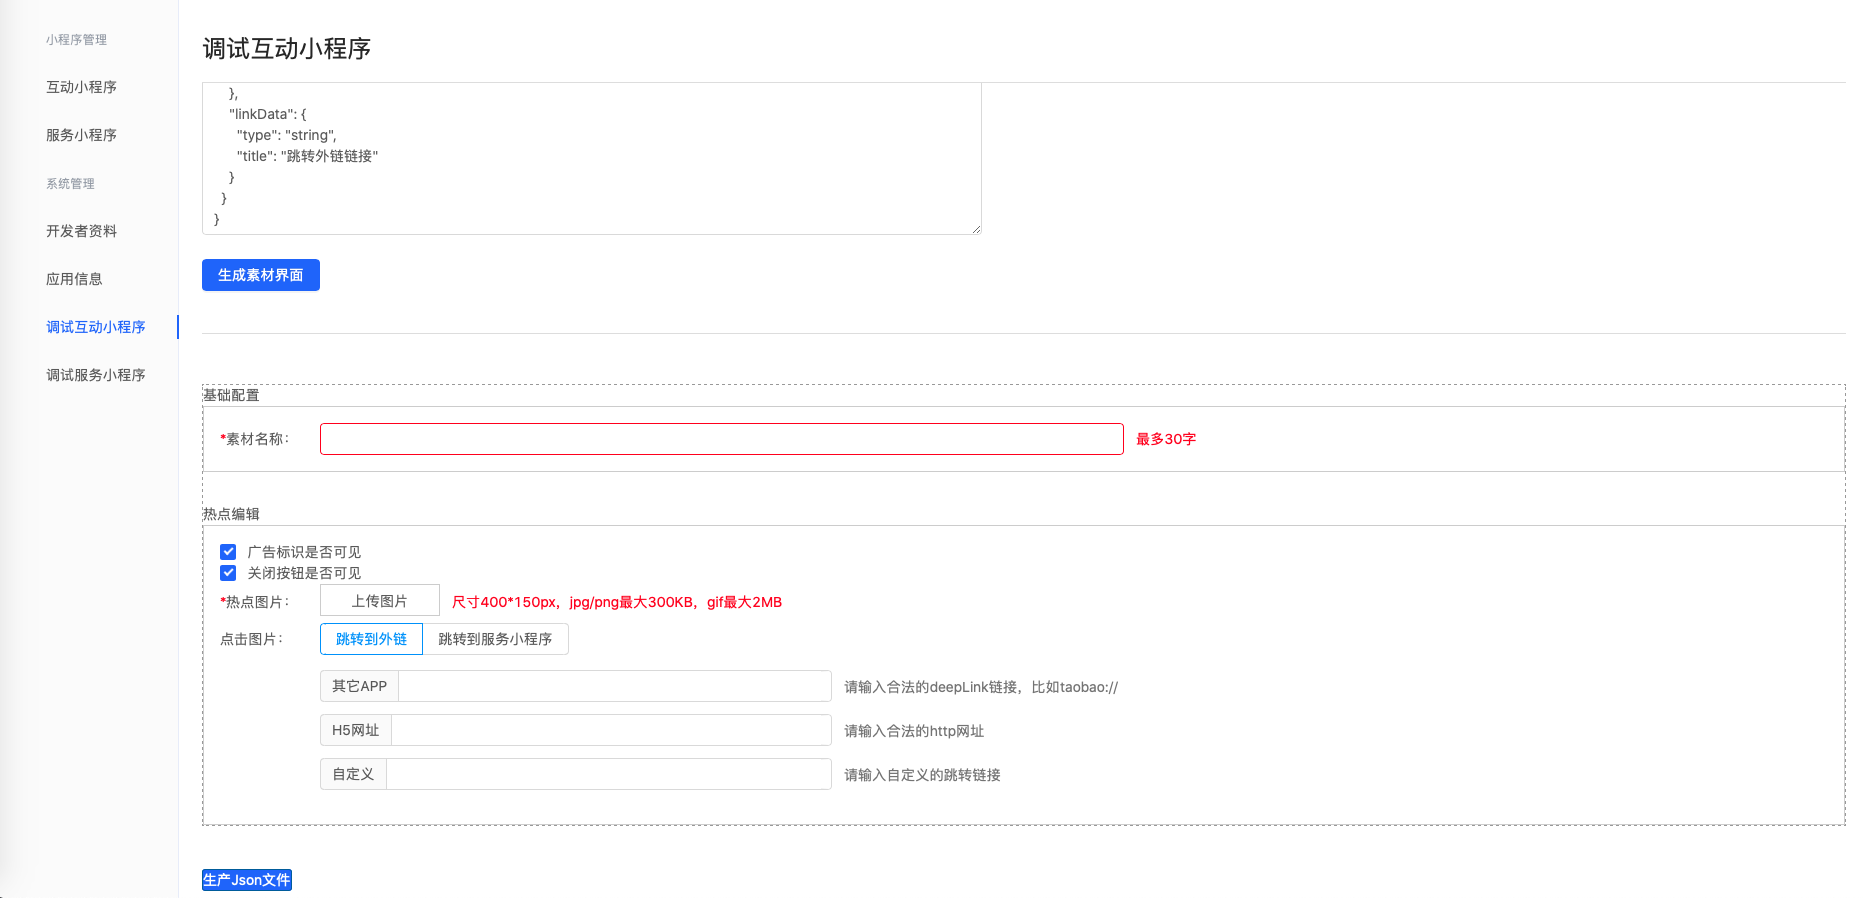 小程序管理
互动小程序
服务小程序
系统管理
开发者资料
应用信息
调试互动小程序
调试服务小程序
调试互动小程序
},
"linkData": {
"type": "string",
"title": "跳转外链链接"
}
}
}
生成素材界面
基础配置
*素材名称： 最多30字
热点编辑
广告标识是否可见
关闭按钮是否可见
*热点图片： 上传图片 尺寸400*150px，jpg/png最大300KB，gif最大2MB
点击图片： 跳转到外链 跳转到服务小程序
其它APP 请输入合法的deepLink链接，比如taobao://
H5网址 请输入合法的http网址
自定义 请输入自定义的跳转链接
生产Json文件